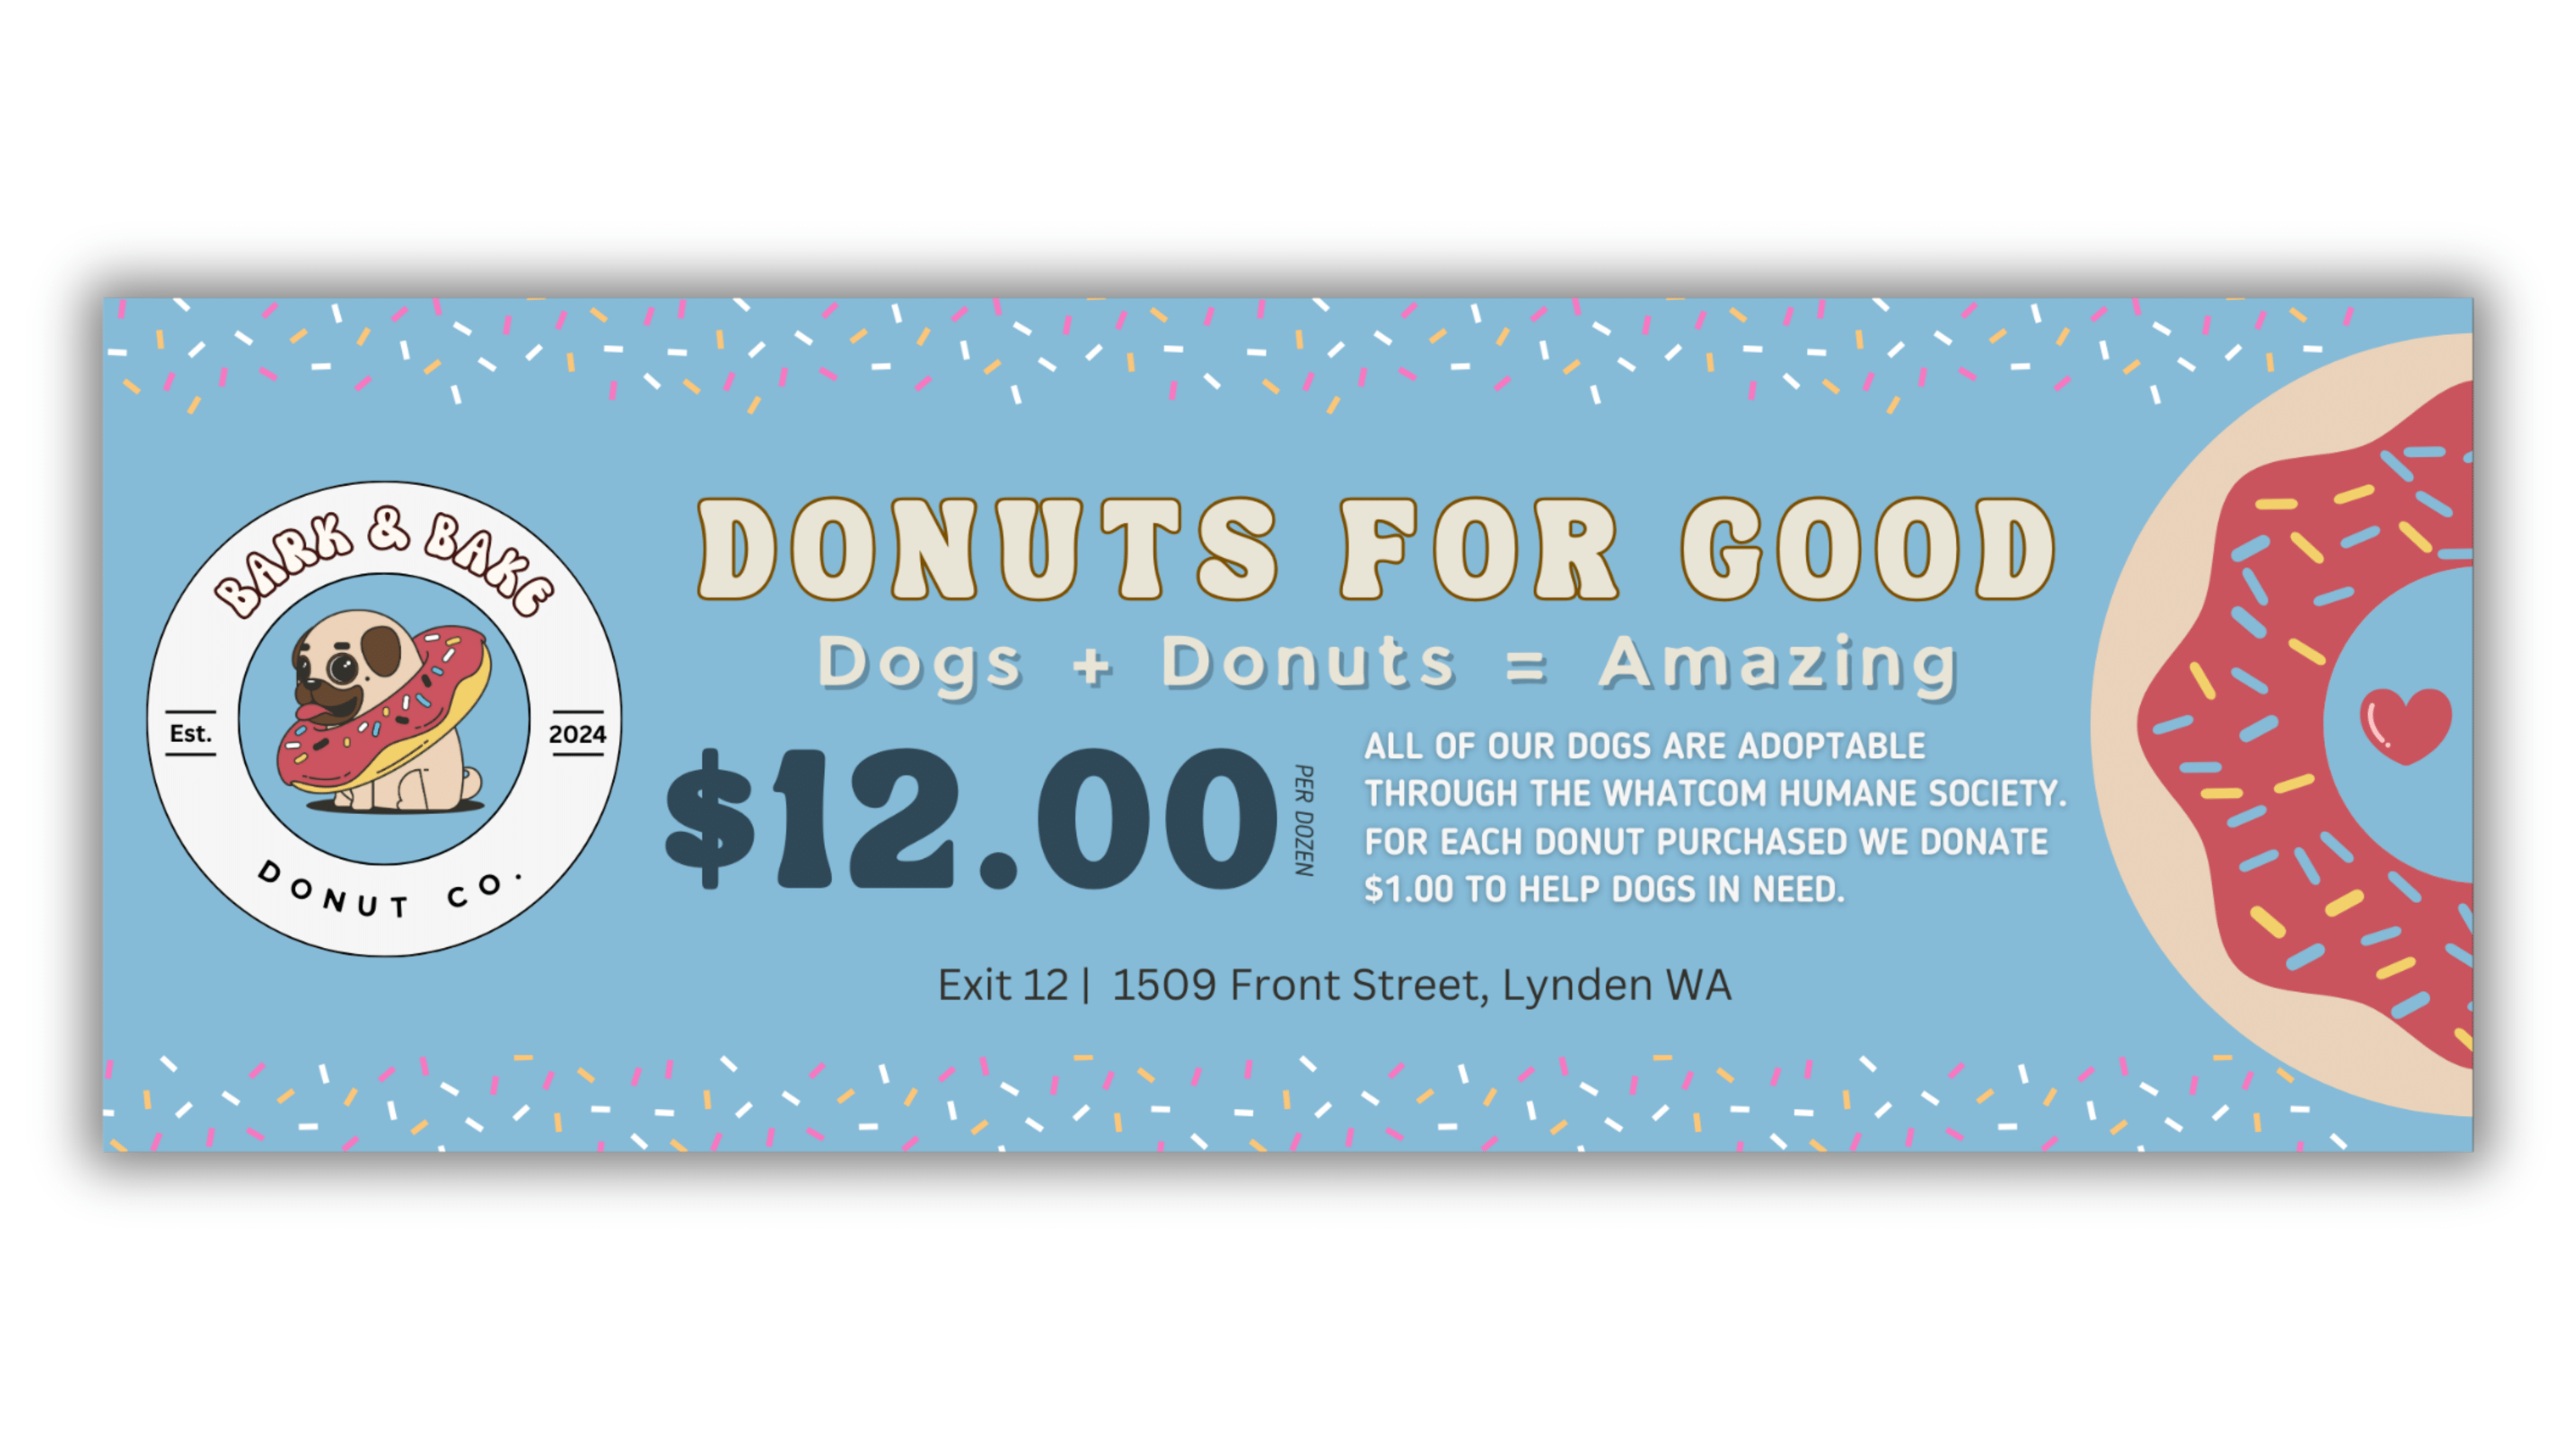 BARK & BAKE
Est.
2024
DONUT CO.
DONUTS FOR GOOD
Dogs + Donuts = Amazing
$12.00
PER DOZEN
ALL OF OUR DOGS ARE ADOPTABLE
THROUGH THE WHATCOM HUMANE SOCIETY.
FOR EACH DONUT PURCHASED WE DONATE
$1.00 TO HELP DOGS IN NEED.
Exit 12 | 1509 Front Street, Lynden WA